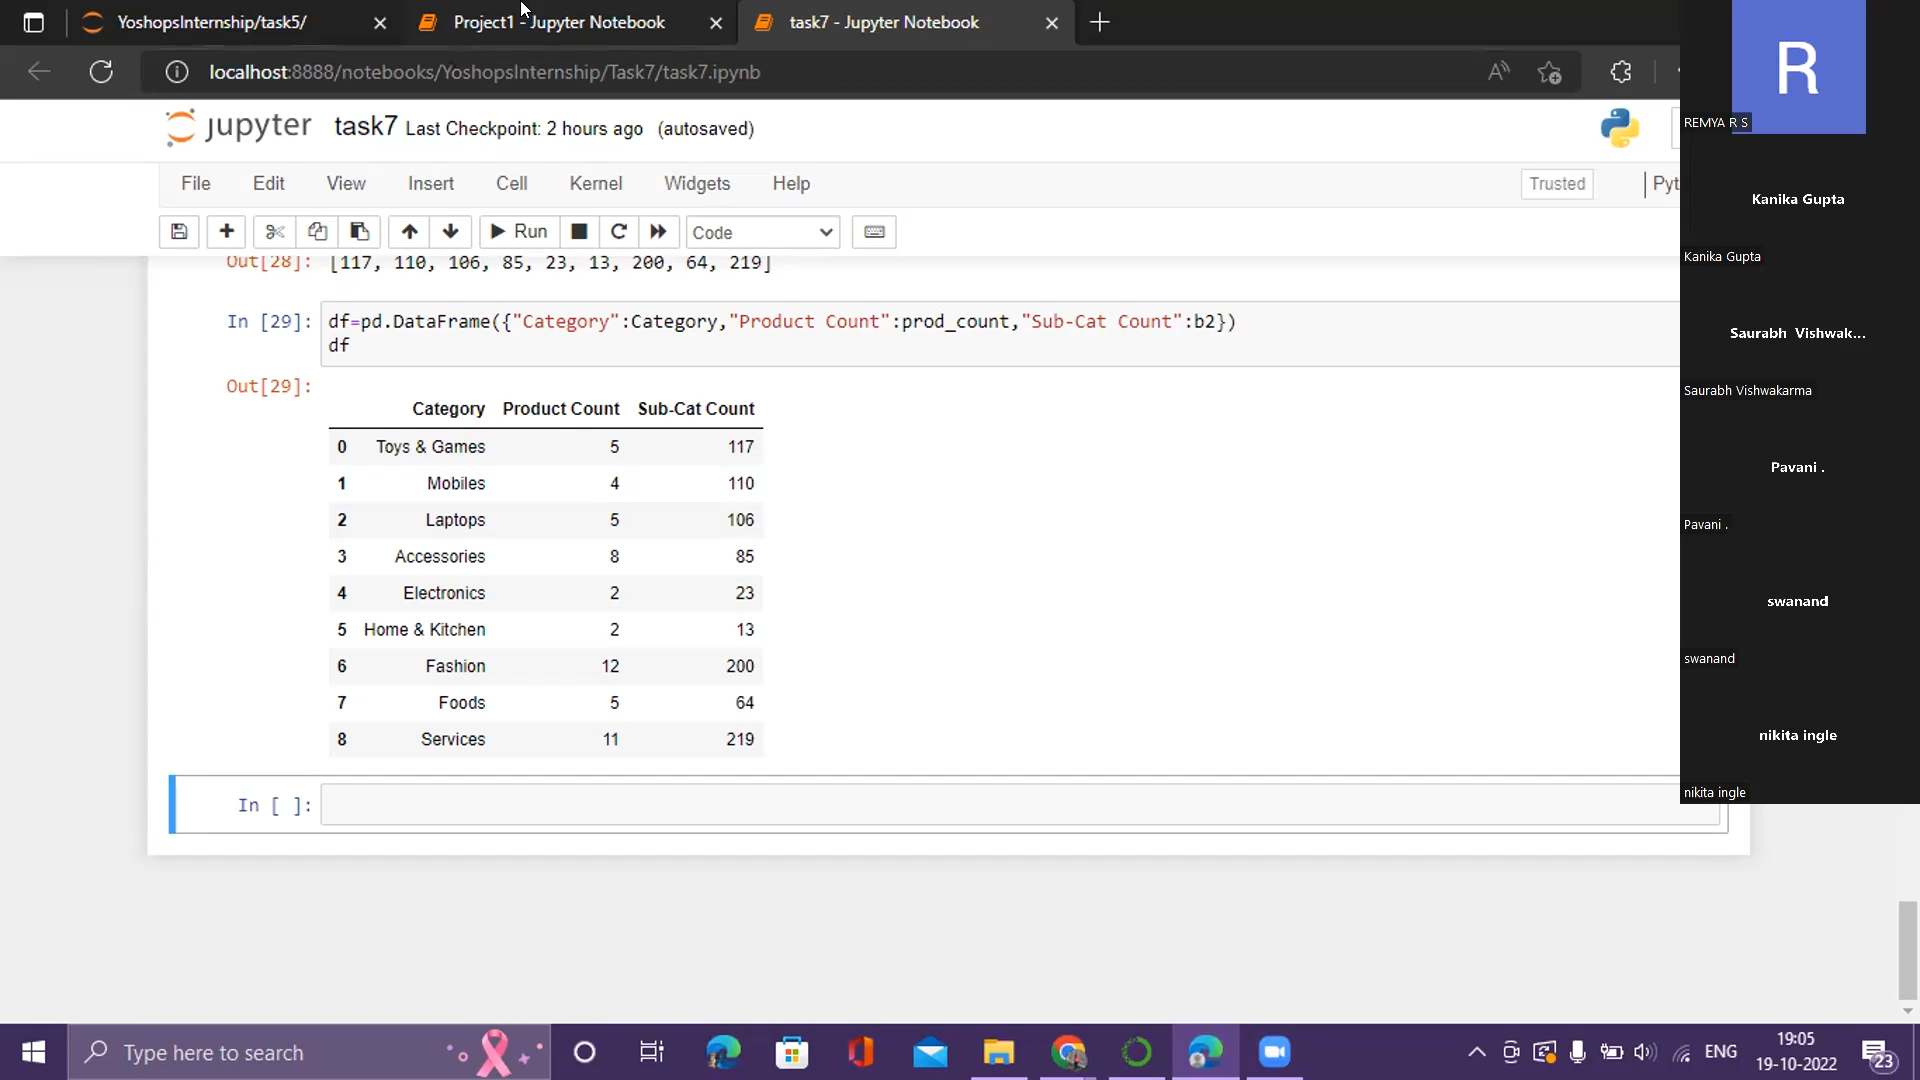 YoshopsInternship/task5/
Project1 - Jupyter Notebook
task7 - Jupyter Notebook
localhost:8888/notebooks/YoshopsInternship/Task7/task7.ipynb
jupyter task7 Last Checkpoint: 2 hours ago (autosaved)
File Edit View Insert Cell Kernel Widgets Help
Trusted
Pyt
Run
Code
Out[28]: [117, 110, 106, 85, 23, 13, 200, 64, 219]
In [29]: df=pd.DataFrame({"Category":Category,"Product Count":prod_count,"Sub-Cat Count":b2})
df
Out[29]:
Category Product Count Sub-Cat Count
0 Toys & Games 5 117
1 Mobiles 4 110
2 Laptops 5 106
3 Accessories 8 85
4 Electronics 2 23
5 Home & Kitchen 2 13
6 Fashion 12 200
7 Foods 5 64
8 Services 11 219
In [ ]:
R
REMYA R S
Kanika Gupta
Kanika Gupta
Saurabh Vishwak...
Saurabh Vishwakarma
Pavani .
Pavani .
swanand
swanand
nikita ingle
nikita ingle
Type here to search
ENG
19:05
19-10-2022
23